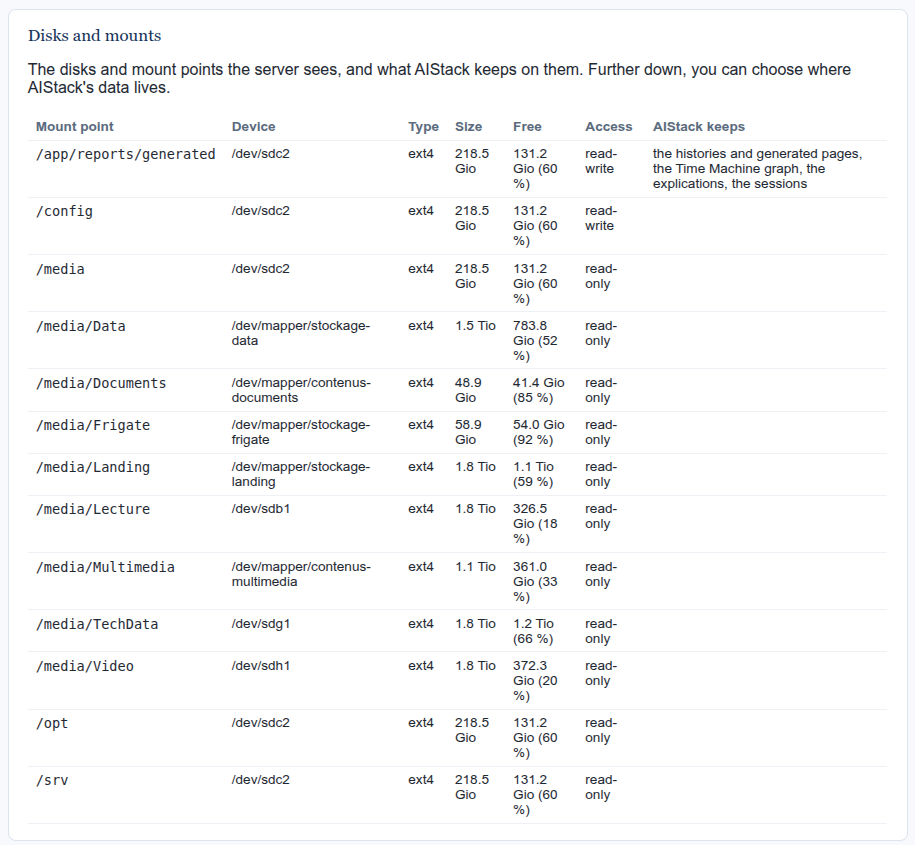 Disks and mounts
The disks and mount points the server sees, and what AIStack keeps on them. Further down, you can choose where
AIStack's data lives.
Mount point Device Type Size Free Access AIStack keeps
/app/reports/generated /dev/sdc2 ext4 218.5 131.2 read- the histories and generated pages,
Gio Gio (60 write the Time Machine graph, the
%) explications, the sessions
/config /dev/sdc2 ext4 218.5 131.2 read-
Gio Gio (60 write
%)
/media /dev/sdc2 ext4 218.5 131.2 read-
Gio Gio (60 only
%)
/media/Data /dev/mapper/stockage- ext4 1.5 Tio 783.8 read-
data Gio (52 only
%)
/media/Documents /dev/mapper/contenus- ext4 48.9 41.4 Gio read-
documents Gio (85 %) only
/media/Frigate /dev/mapper/stockage- ext4 58.9 54.0 Gio read-
frigate Gio (92 %) only
/media/Landing /dev/mapper/stockage- ext4 1.8 Tio 1.1 Tio read-
landing (59 %) only
/media/Lecture /dev/sdb1 ext4 1.8 Tio 326.5 read-
Gio (18 only
%)
/media/Multimedia /dev/mapper/contenus- ext4 1.1 Tio 361.0 read-
multimedia Gio (33 only
%)
/media/TechData /dev/sdg1 ext4 1.8 Tio 1.2 Tio read-
(66 %) only
/media/Video /dev/sdh1 ext4 1.8 Tio 372.3 read-
Gio (20 only
%)
/opt /dev/sdc2 ext4 218.5 131.2 read-
Gio Gio (60 only
%)
/srv /dev/sdc2 ext4 218.5 131.2 read-
Gio Gio (60 only
%)